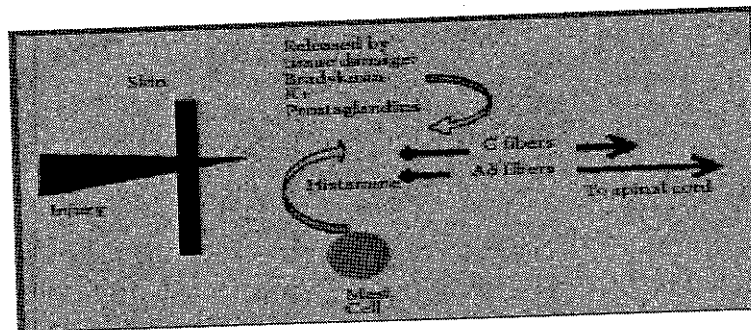 Released by
tissue damage:
Bradykinin
K+
Prostaglandins
Skin
C fibers
Aδ fibers
Histamine
To spinal cord
Injury
Mast
Cell